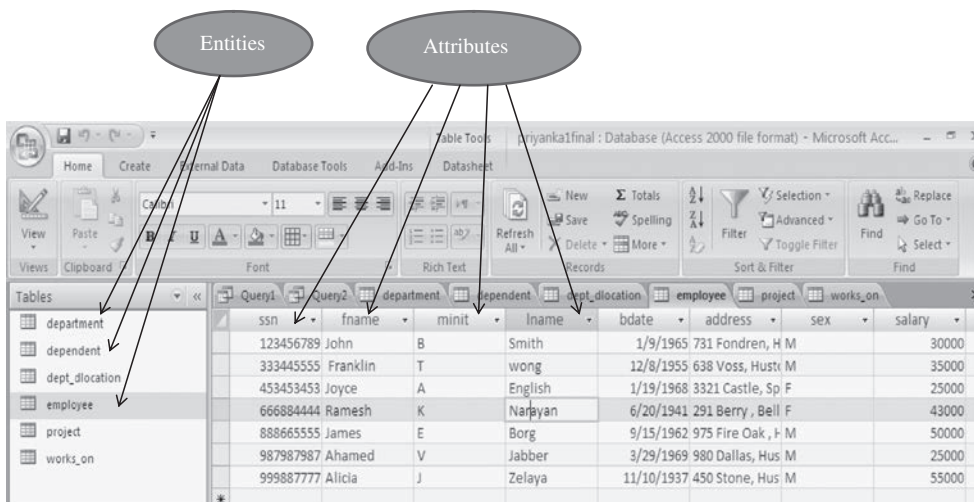 Entities Attributes
Table Tools priyanka1final : Database (Access 2000 file format) - Microsoft Acc...
Home Create External Data Database Tools Add-Ins Datasheet
View Paste Calibri 11 Refresh All New Save Delete Σ Totals Spelling More Filter Selection Advanced Toggle Filter Find Replace Go To Select
B I U A
Views Clipboard Font Rich Text Records Sort & Filter Find
Tables « Query1 Query2 department dependent dept_dlocation employee project works_on
department
dependent
dept_dlocation
employee
project
works_on
ssn fname minit lname bdate address sex salary
123456789 John B Smith 1/9/1965 731 Fondren, H M 30000
333445555 Franklin T wong 12/8/1955 638 Voss, Husto M 35000
453453453 Joyce A English 1/19/1968 3321 Castle, Sp F 25000
666884444 Ramesh K Narayan 6/20/1941 291 Berry , Bell F 43000
888665555 James E Borg 9/15/1962 975 Fire Oak , H M 50000
987987987 Ahamed V Jabber 3/29/1969 980 Dallas, Hus M 25000
999887777 Alicia J Zelaya 11/10/1937 450 Stone, Hus M 55000